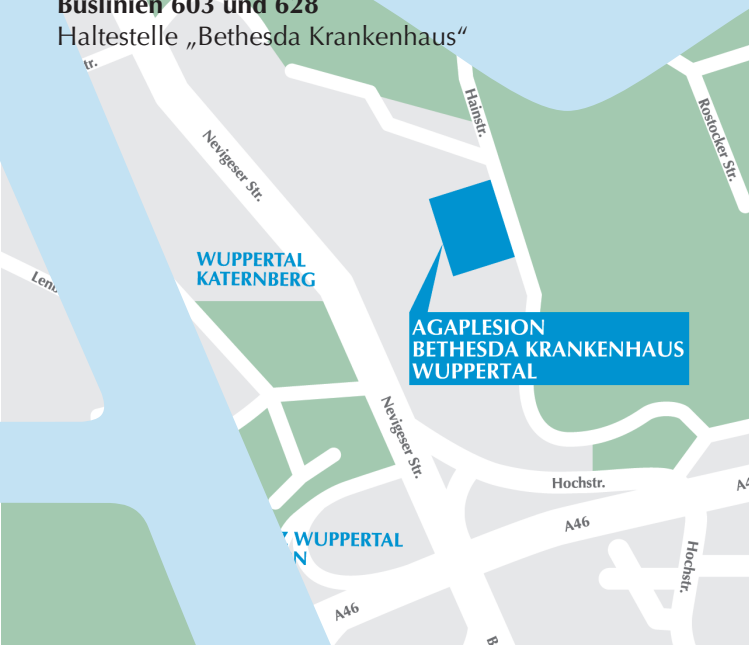 Buslinien 603 und 628
Haltestelle „Bethesda Krankenhaus“
tr.
Hainstr.
Rostocker Str.
Nevigeser Str.
WUPPERTAL
KATERNBERG
AGAPLESION
BETHESDA KRANKENHAUS
WUPPERTAL
Nevigeser Str.
Hochstr.
A46
WUPPERTAL
N
Hochstr.
A46